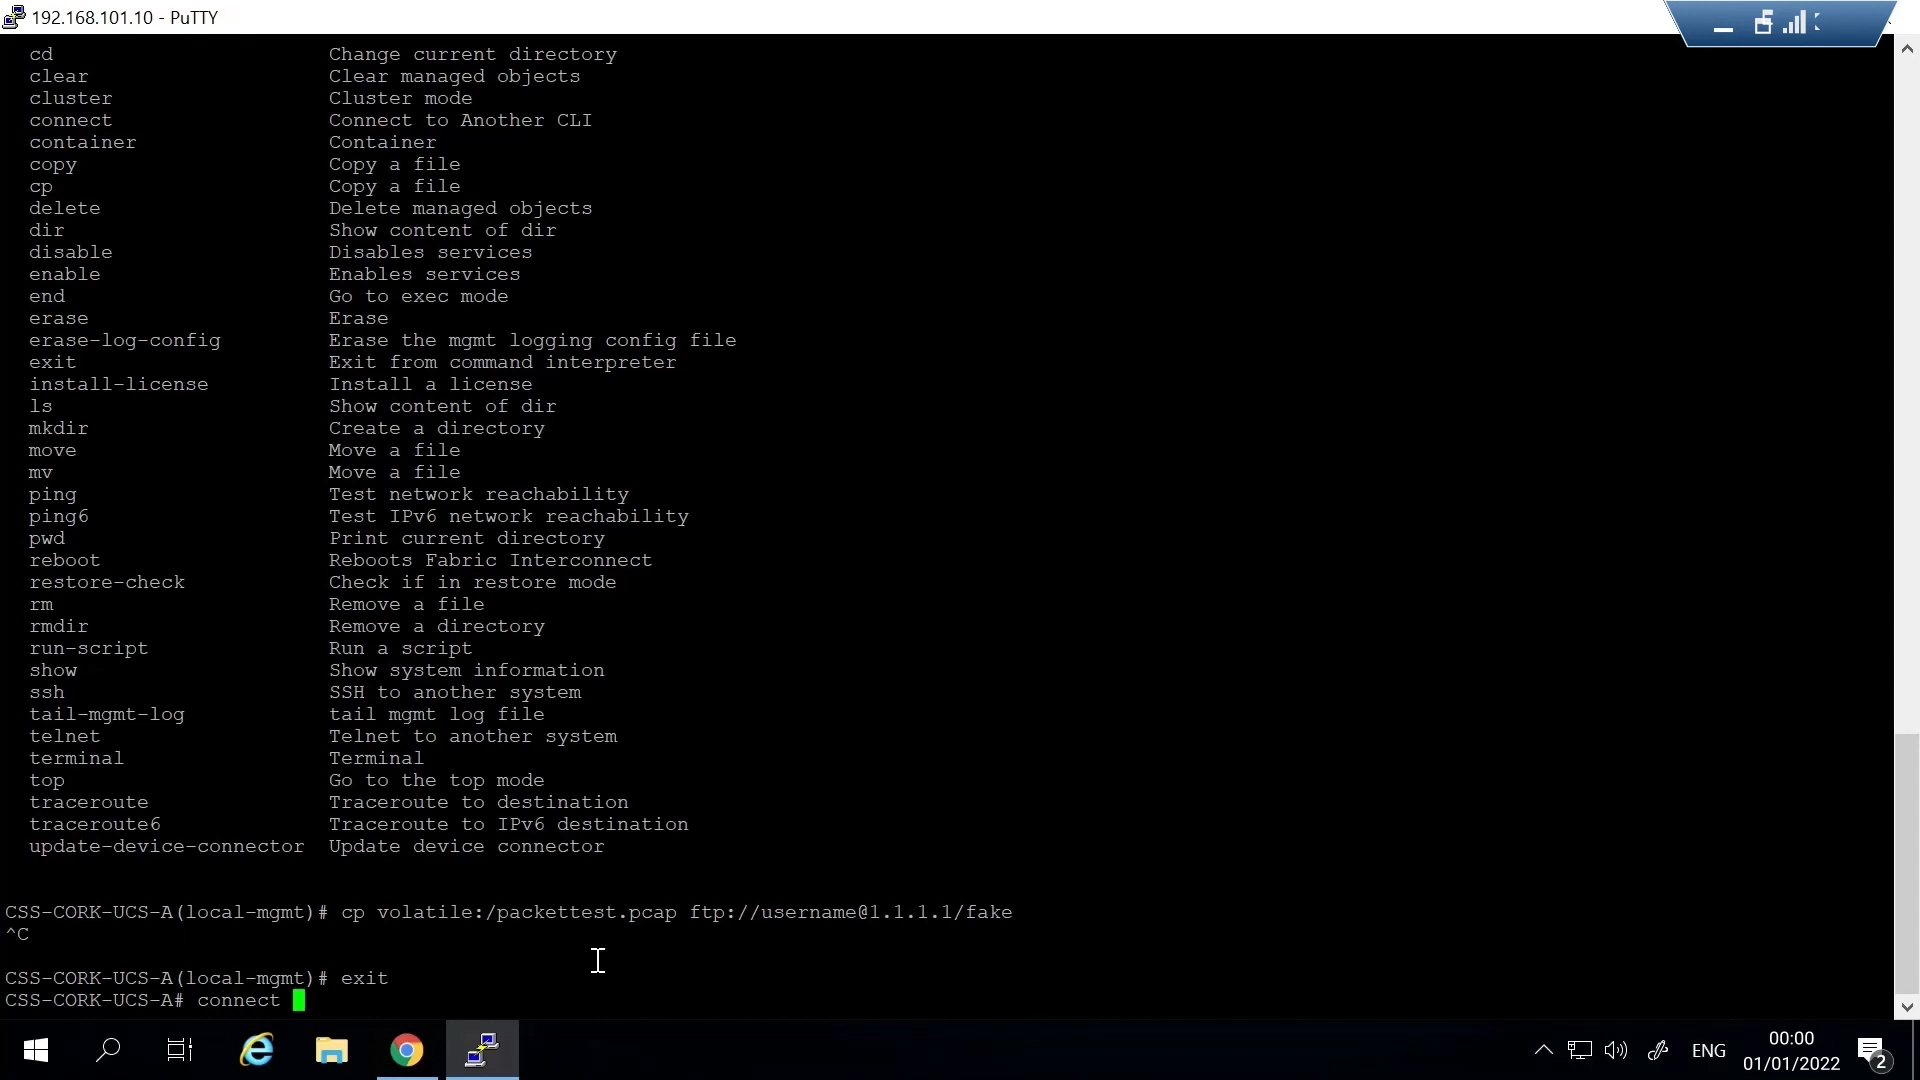 192.168.101.10 - PuTTY
cd Change current directory
clear Clear managed objects
cluster Cluster mode
connect Connect to Another CLI
container Container
copy Copy a file
cp Copy a file
delete Delete managed objects
dir Show content of dir
disable Disables services
enable Enables services
end Go to exec mode
erase Erase
erase-log-config Erase the mgmt logging config file
exit Exit from command interpreter
install-license Install a license
ls Show content of dir
mkdir Create a directory
move Move a file
mv Move a file
ping Test network reachability
ping6 Test IPv6 network reachability
pwd Print current directory
reboot Reboots Fabric Interconnect
restore-check Check if in restore mode
rm Remove a file
rmdir Remove a directory
run-script Run a script
show Show system information
ssh SSH to another system
tail-mgmt-log tail mgmt log file
telnet Telnet to another system
terminal Terminal
top Go to the top mode
traceroute Traceroute to destination
traceroute6 Traceroute to IPv6 destination
update-device-connector Update device connector
CSS-CORK-UCS-A(local-mgmt)# cp volatile:/packettest.pcap ftp://username@1.1.1.1/fake
^C
CSS-CORK-UCS-A(local-mgmt)# exit
CSS-CORK-UCS-A# connect
ENG
00:00
01/01/2022
2